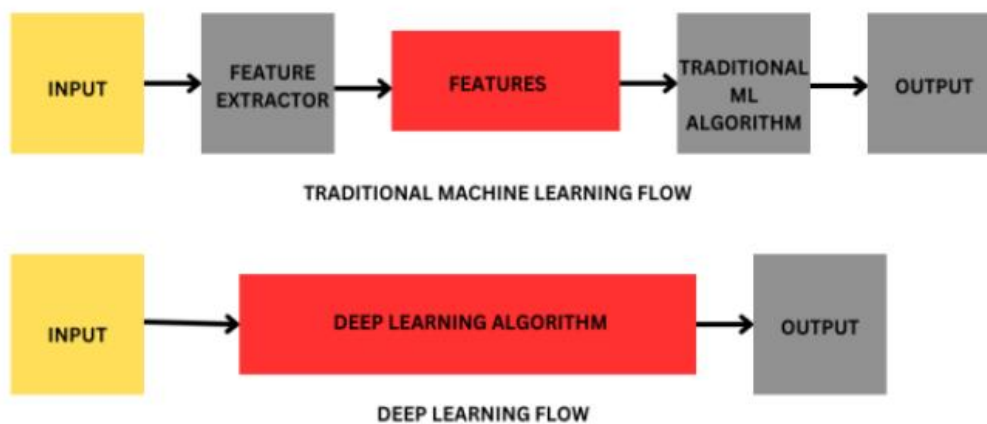 INPUT
FEATURE
EXTRACTOR
FEATURES
TRADITIONAL
ML
ALGORITHM
OUTPUT
TRADITIONAL MACHINE LEARNING FLOW
INPUT
DEEP LEARNING ALGORITHM
OUTPUT
DEEP LEARNING FLOW